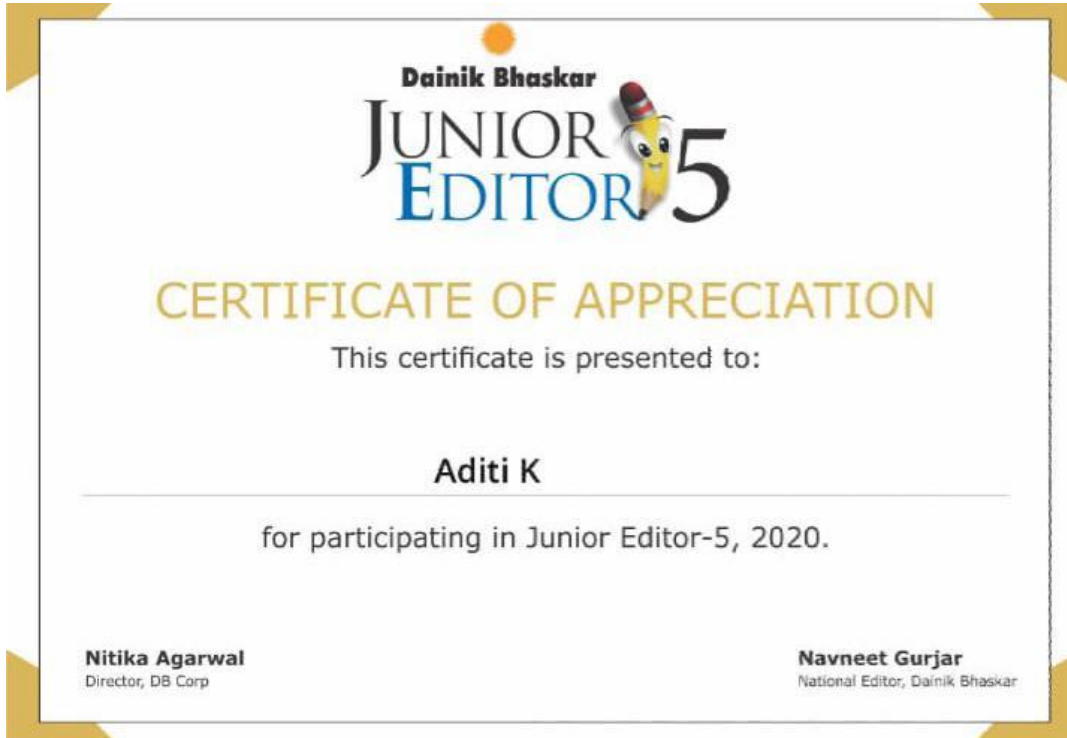 Dainik Bhaskar
JUNIOR
EDITOR 5
CERTIFICATE OF APPRECIATION
This certificate is presented to:
Aditi K
for participating in Junior Editor-5, 2020.
Nitika Agarwal
Director, DB Corp
Navneet Gurjar
National Editor, Dainik Bhaskar